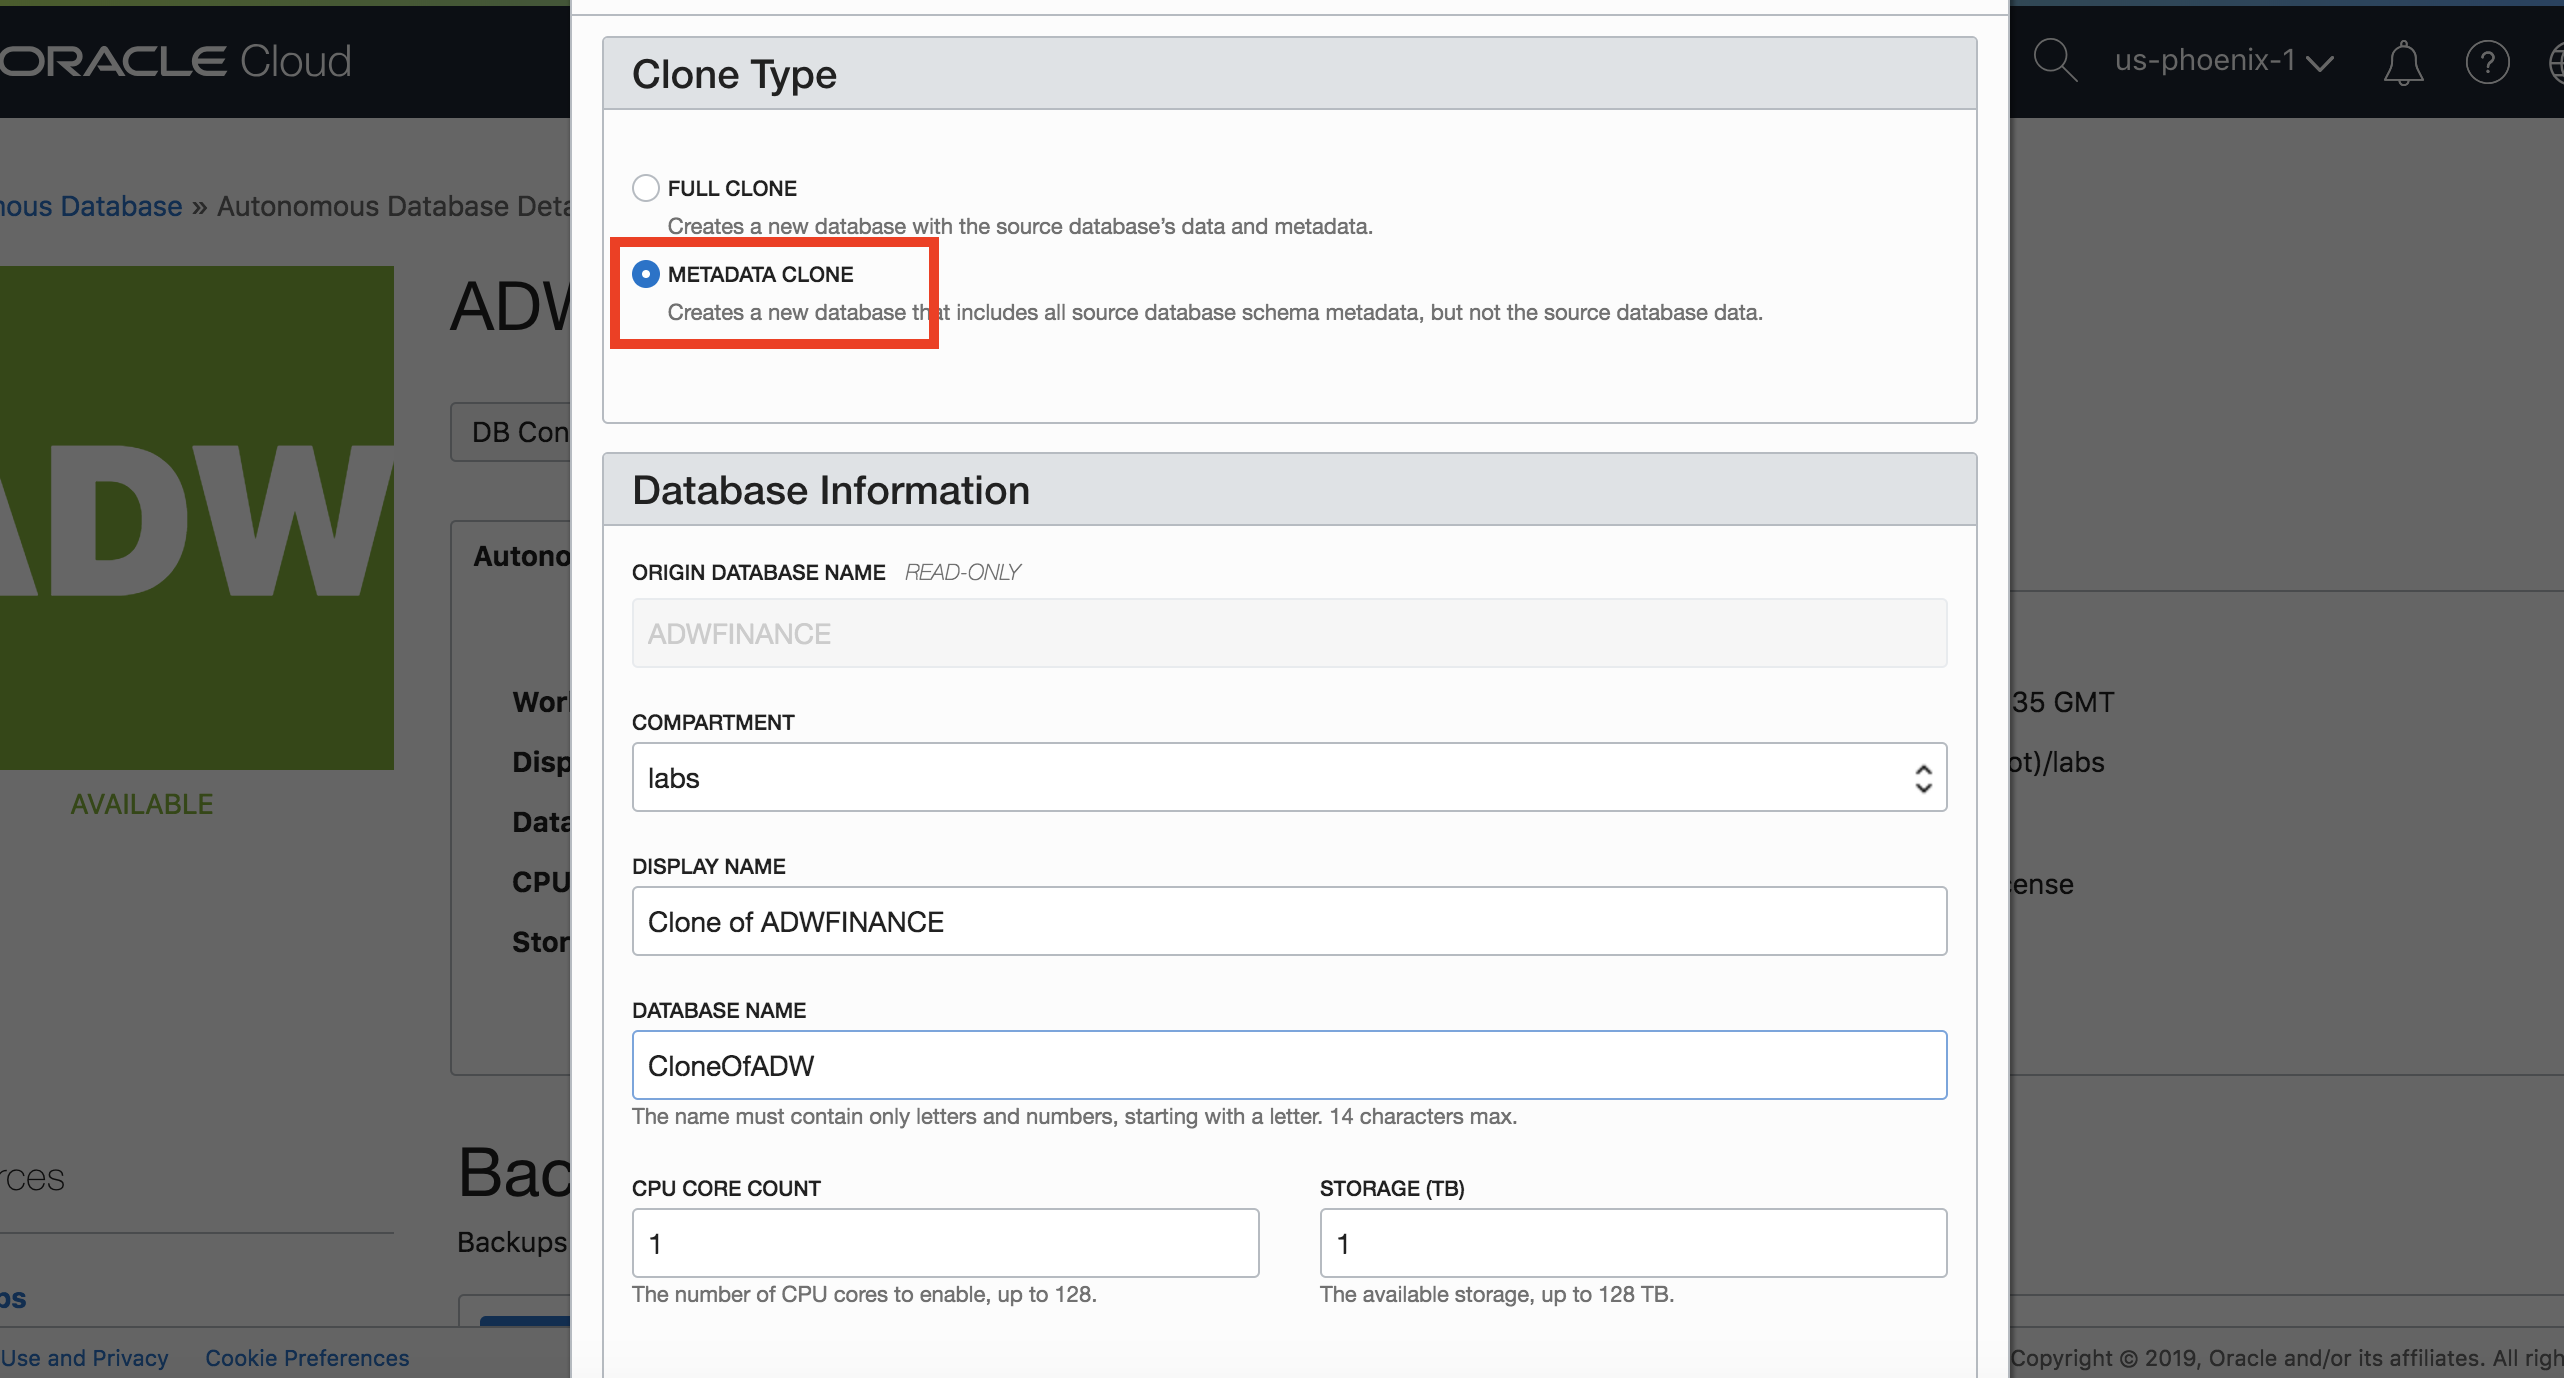 ORACLE Cloud
us-phoenix-1
Clone Type
FULL CLONE
Creates a new database with the source database's data and metadata.
METADATA CLONE
Creates a new database that includes all source database schema metadata, but not the source database data.
Database Information
ORIGIN DATABASE NAME READ-ONLY
ADWFINANCE
COMPARTMENT
labs
DISPLAY NAME
Clone of ADWFINANCE
DATABASE NAME
CloneOfADW
The name must contain only letters and numbers, starting with a letter. 14 characters max.
CPU CORE COUNT
1
The number of CPU cores to enable, up to 128.
STORAGE (TB)
1
The available storage, up to 128 TB.
nous Database » Autonomous Database Deta
ADW
AVAILABLE
ADW
DB Con
Autono
Wor
Disp
Data
CPU
Stor
35 GMT
ot)/labs
ense
rces
Bac
Backups
ps
Use and Privacy
Cookie Preferences
Copyright © 2019, Oracle and/or its affiliates. All righ